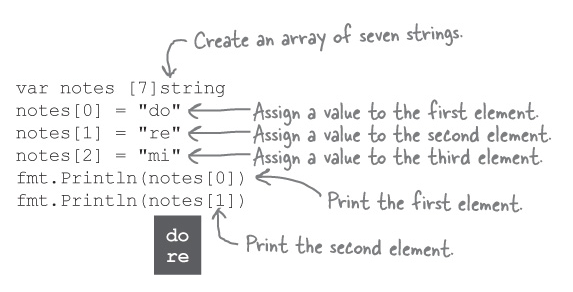 Create an array of seven strings.
var notes [7]string
notes[0] = "do" Assign a value to the first element.
notes[1] = "re" Assign a value to the second element.
notes[2] = "mi" Assign a value to the third element.
fmt.Println(notes[0])
fmt.Println(notes[1]) Print the first element.
do
re
Print the second element.